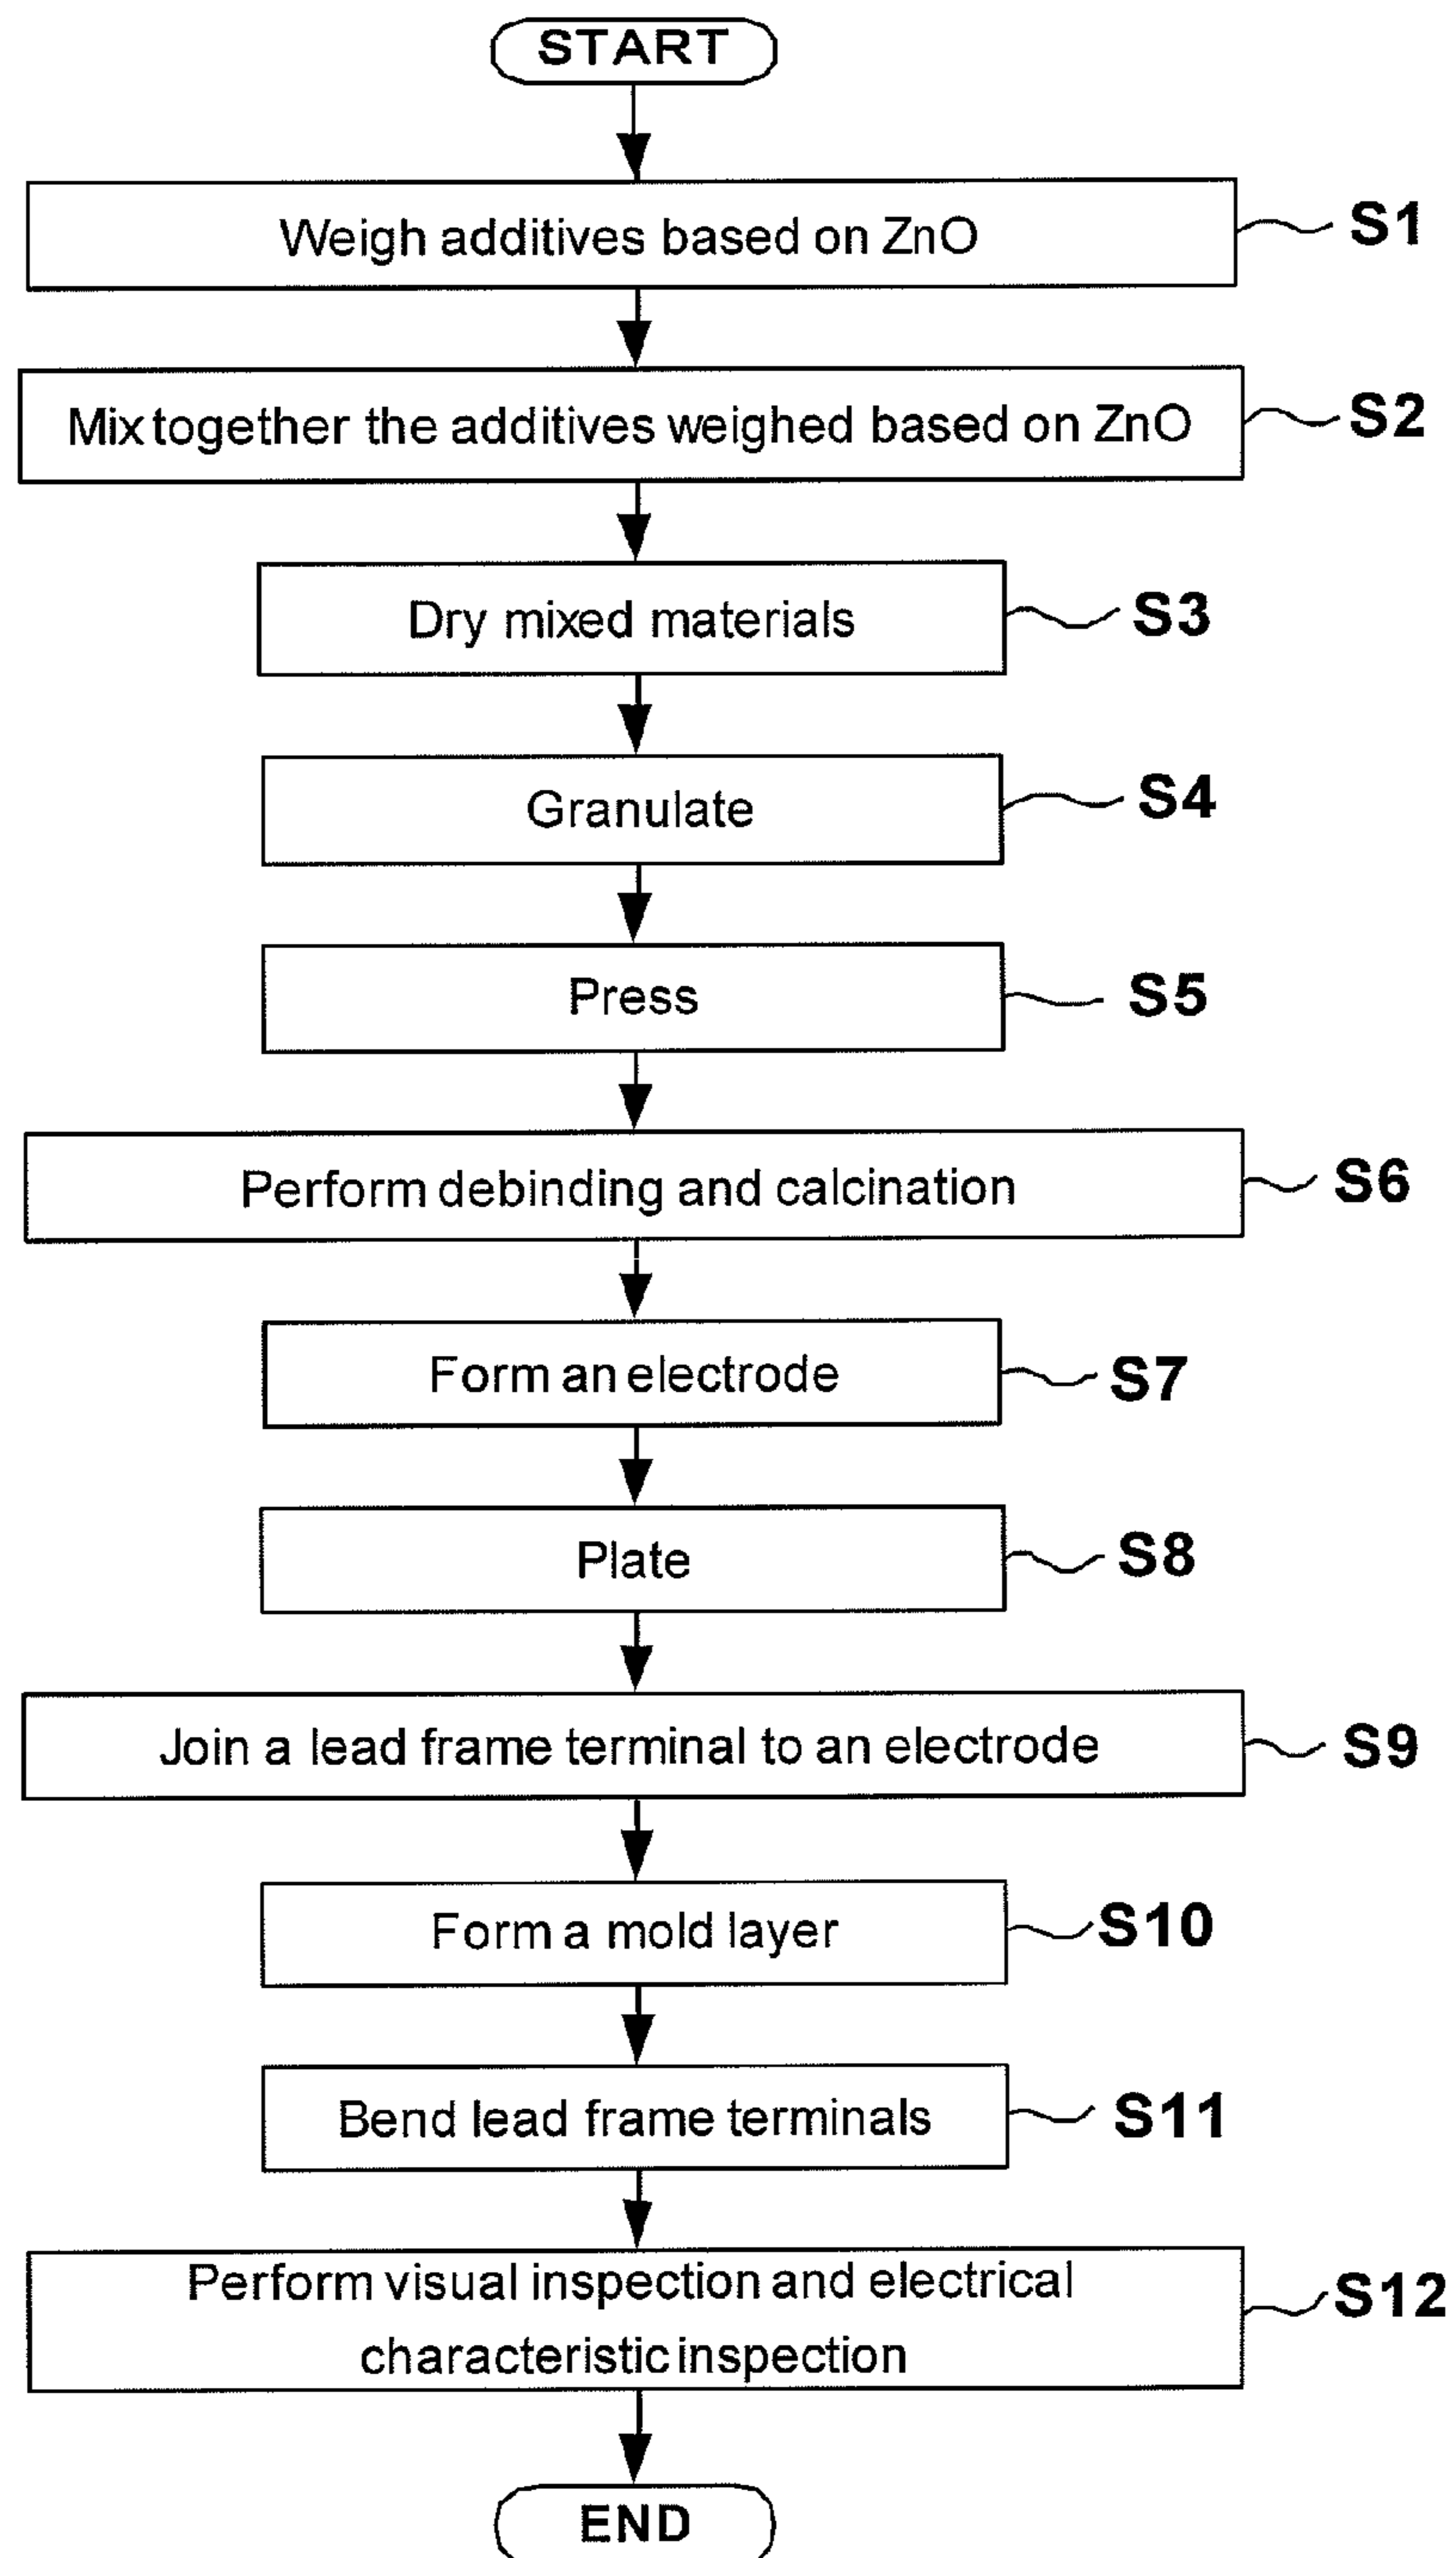 START
Weigh additives based on ZnO
S1
Mix together the additives weighed based on ZnO
S2
Dry mixed materials
S3
Granulate
S4
Press
S5
Perform debinding and calcination
S6
Form an electrode
S7
Plate
S8
Join a lead frame terminal to an electrode
S9
Form a mold layer
S10
Bend lead frame terminals
S11
Perform visual inspection and electrical
characteristic inspection
S12
END